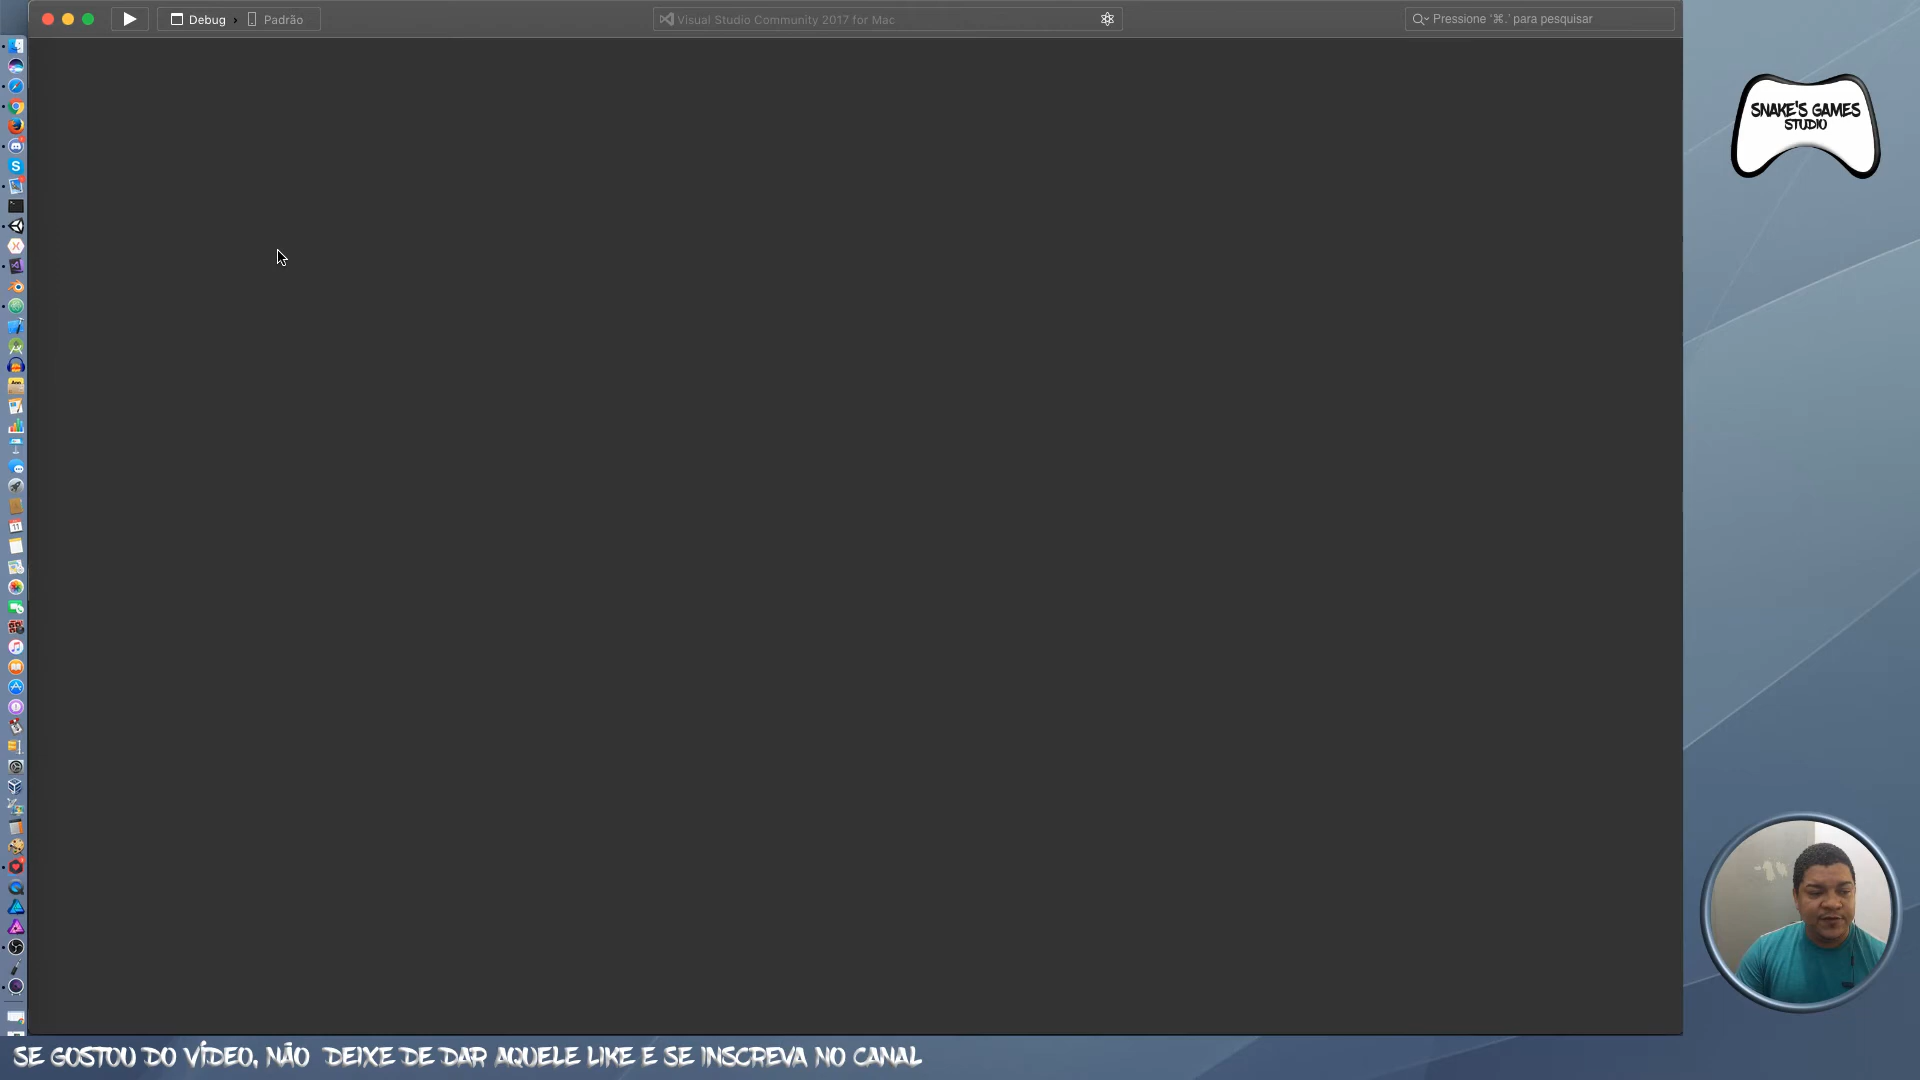 Debug › Padrão
Visual Studio Community 2017 for Mac
Pressione '⌘.' para pesquisar
SNAKE'S GAMES
STUDIO
11
SE GOSTOU DO VÍDEO, NÃO DEIXE DE DAR AQUELE LIKE E SE INSCREVA NO CANAL